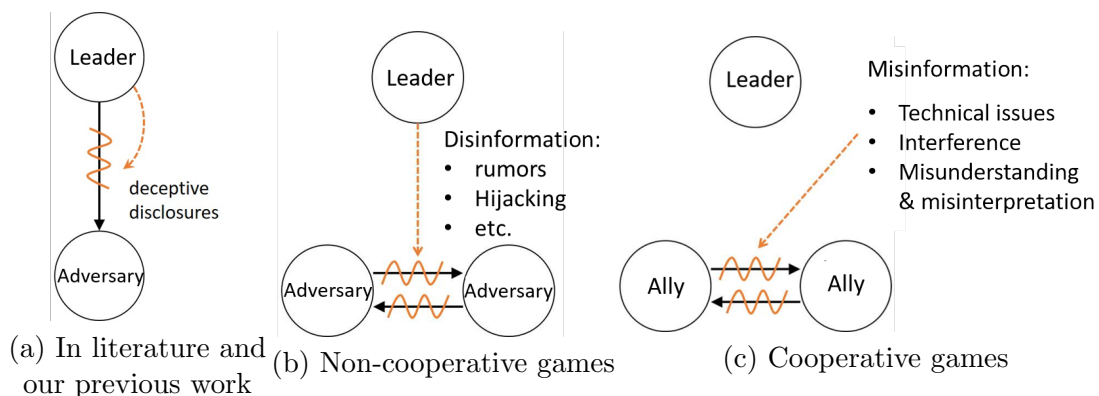 Leader
deceptive
disclosures
Adversary
(a) In literature and
our previous work
Leader
Disinformation:
• rumors
• Hijacking
• etc.
Adversary
Adversary
(b) Non-cooperative games
Leader
Misinformation:
• Technical issues
• Interference
• Misunderstanding
& misinterpretation
Ally
Ally
(c) Cooperative games